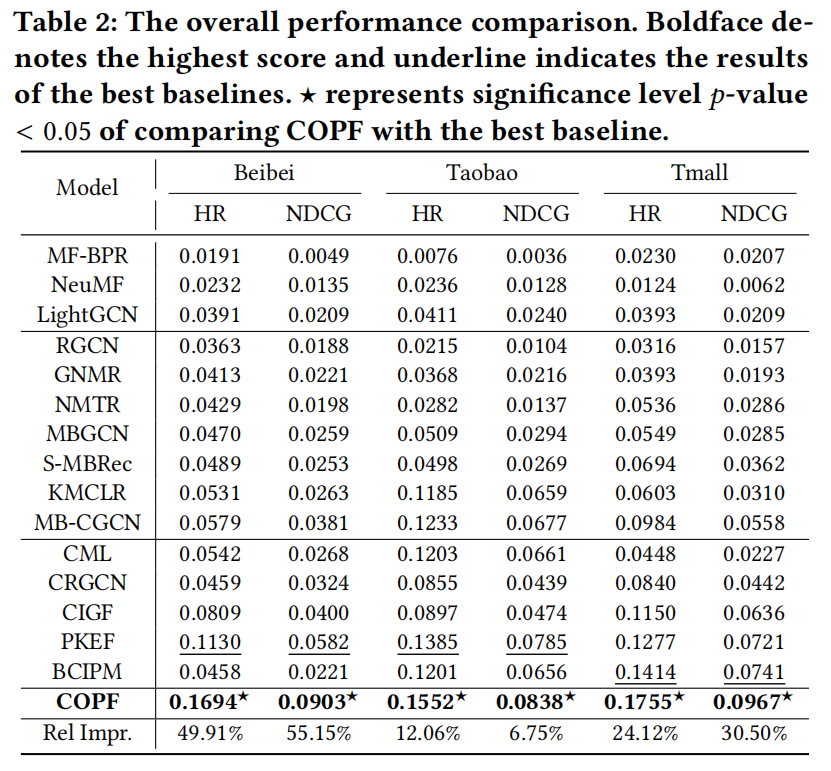 Table 2: The overall performance comparison. Boldface de-
notes the highest score and underline indicates the results
of the best baselines. ★ represents significance level p-value
< 0.05 of comparing COPF with the best baseline.
Model Beibei Taobao Tmall
HR NDCG HR NDCG HR NDCG
MF-BPR 0.0191 0.0049 0.0076 0.0036 0.0230 0.0207
NeuMF 0.0232 0.0135 0.0236 0.0128 0.0124 0.0062
LightGCN 0.0391 0.0209 0.0411 0.0240 0.0393 0.0209
RGCN 0.0363 0.0188 0.0215 0.0104 0.0316 0.0157
GNMR 0.0413 0.0221 0.0368 0.0216 0.0393 0.0193
NMTR 0.0429 0.0198 0.0282 0.0137 0.0536 0.0286
MBGCN 0.0470 0.0259 0.0509 0.0294 0.0549 0.0285
S-MBRec 0.0489 0.0253 0.0498 0.0269 0.0694 0.0362
KMCLR 0.0531 0.0263 0.1185 0.0659 0.0603 0.0310
MB-CGCN 0.0579 0.0381 0.1233 0.0677 0.0984 0.0558
CML 0.0542 0.0268 0.1203 0.0661 0.0448 0.0227
CRGCN 0.0459 0.0324 0.0855 0.0439 0.0840 0.0442
CIGF 0.0809 0.0400 0.0897 0.0474 0.1150 0.0636
PKEF 0.1130 0.0582 0.1385 0.0785 0.1277 0.0721
BCIPM 0.0458 0.0221 0.1201 0.0656 0.1414 0.0741
COPF 0.1694★ 0.0903★ 0.1552★ 0.0838★ 0.1755★ 0.0967★
Rel Impr. 49.91% 55.15% 12.06% 6.75% 24.12% 30.50%